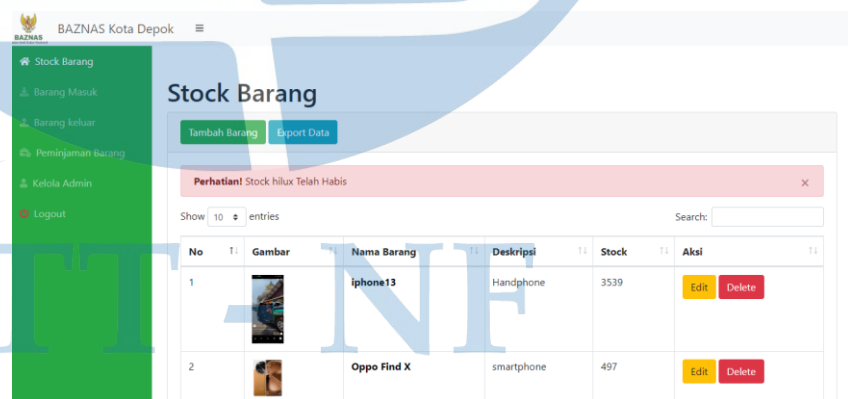 BAZNAS
BAZNAS Kota Depok
Stock Barang
Barang Masuk
Barang keluar
Peminjaman Barang
Kelola Admin
Logout
Stock Barang
Tambah Barang Export Data
Perhatian! Stock hilux Telah Habis ×
Show 10 entries Search:
No Gambar Nama Barang Deskripsi Stock Aksi
1 iphone13 Handphone 3539 Edit Delete
2 Oppo Find X smartphone 497 Edit Delete
TT - NF